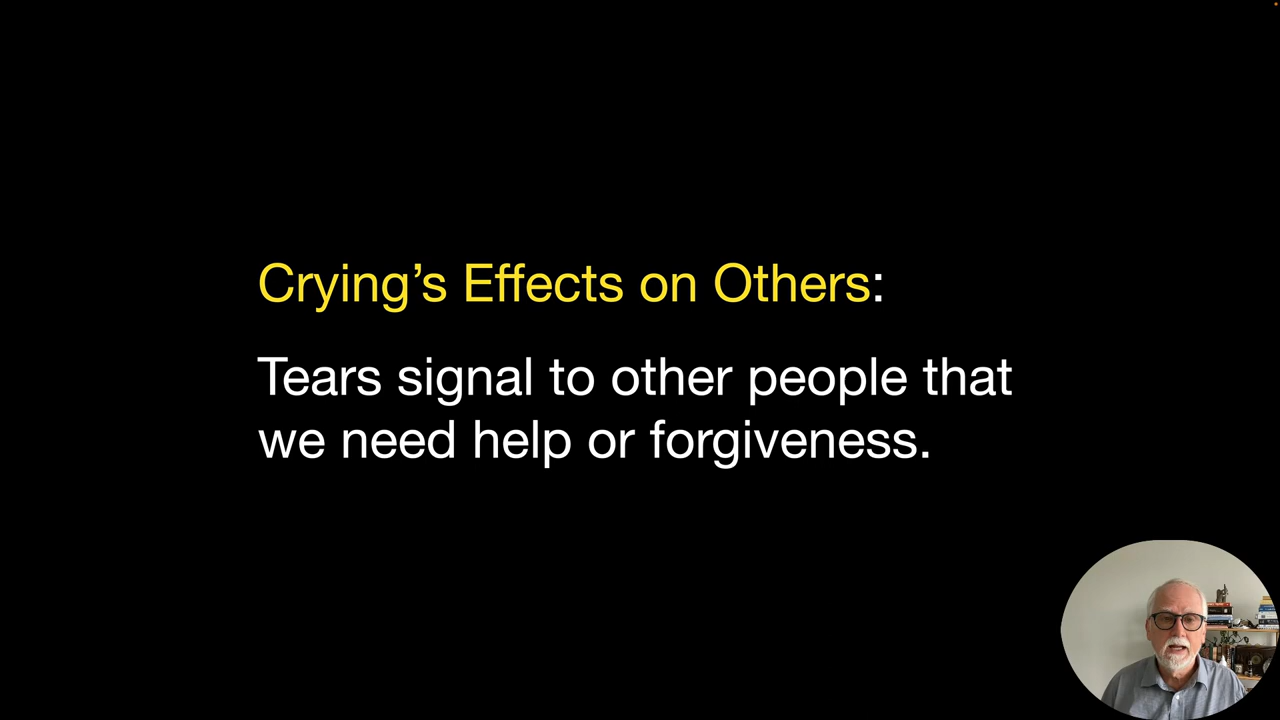 Crying’s Effects on Others:
Tears signal to other people that
we need help or forgiveness.